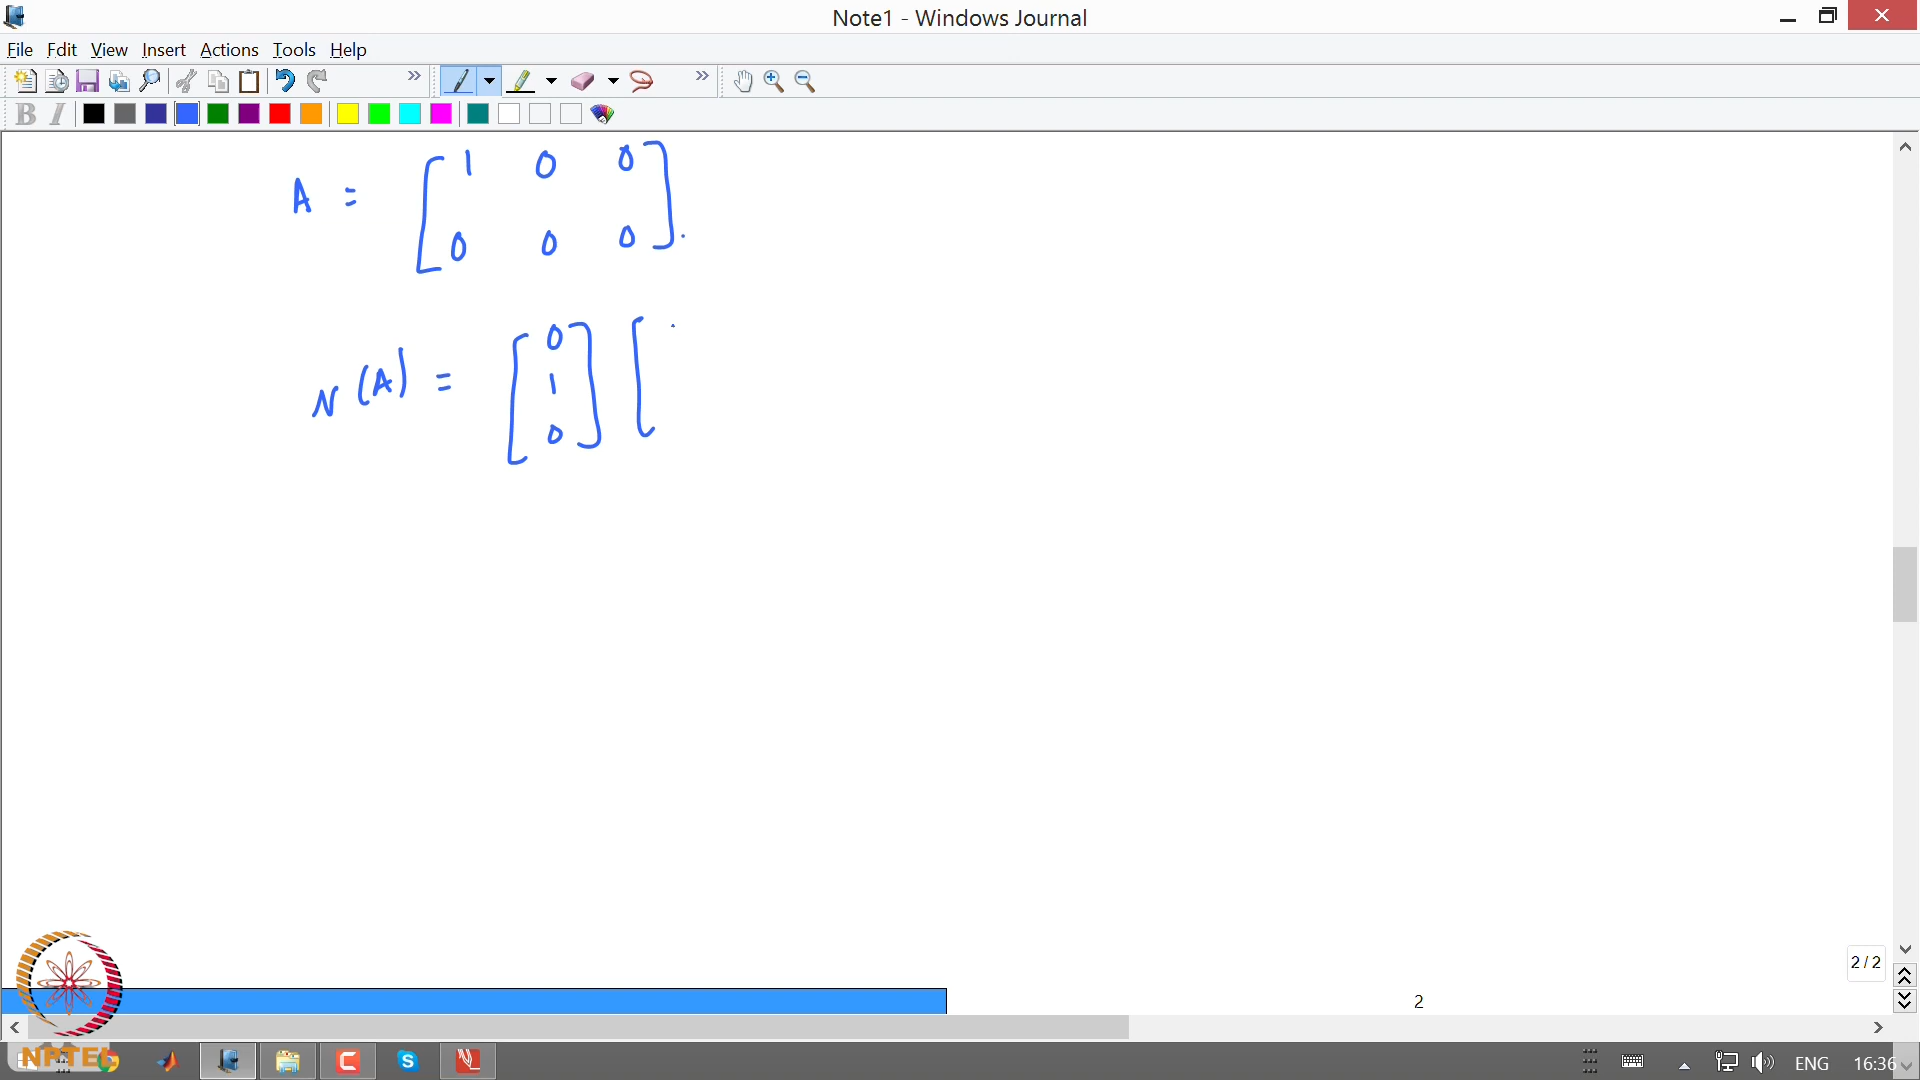 Note1 - Windows Journal
File Edit View Insert Actions Tools Help
B I
A = [ 1 0 0
0 0 0 ].
N(A) = [ 0 1 0 ] [
2 / 2
2
NPTEL
ENG 16:36